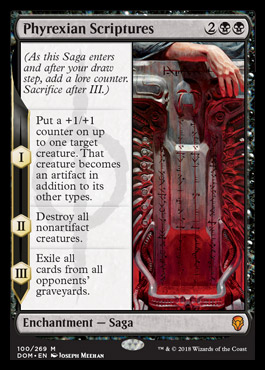 Phyrexian Scriptures 2
(As this Saga enters
and after your draw
step, add a lore counter.
Sacrifice after III.)
I
Put a +1/+1
counter on up
to one target
creature. That
creature becomes
an artifact in
addition to its
other types.
II
Destroy all
nonartifact
creatures.
III
Exile all
cards from all
opponents'
graveyards.
Enchantment — Saga
100/269 M
DOM • EN JOSEPH MEEHAN
™ & © 2018 Wizards of the Coast